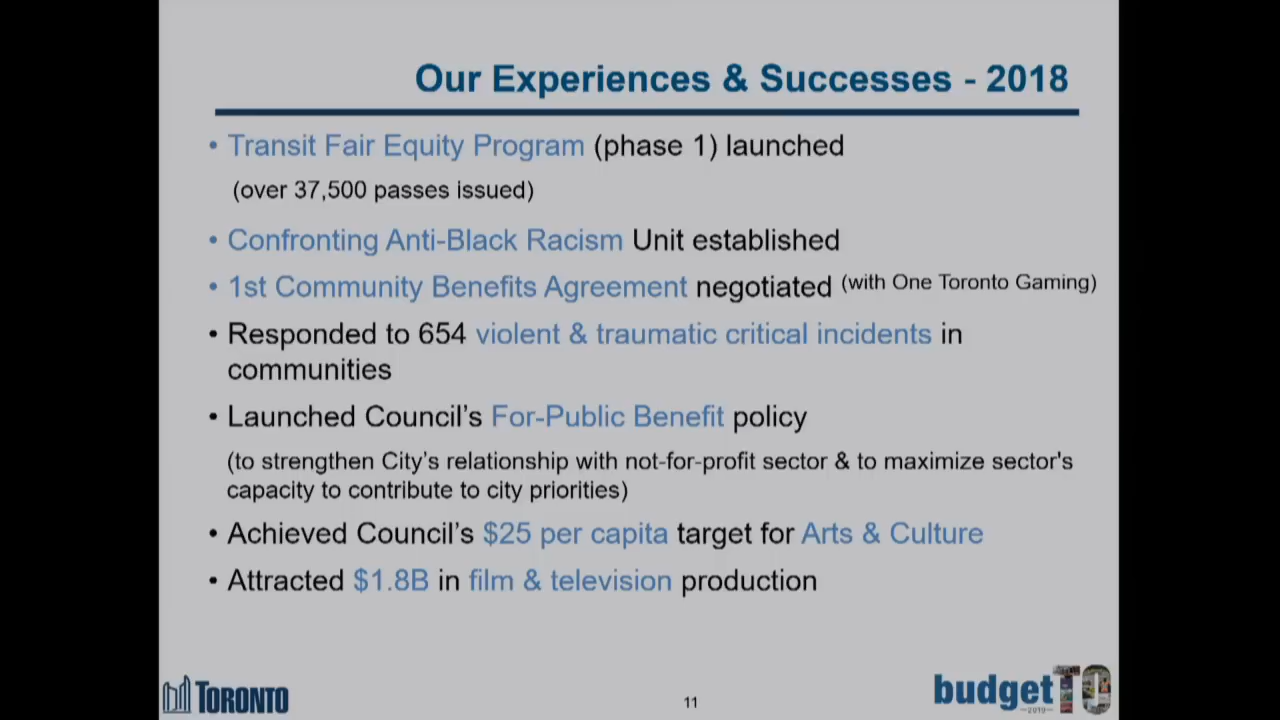 Our Experiences & Successes - 2018
• Transit Fair Equity Program (phase 1) launched
(over 37,500 passes issued)
• Confronting Anti-Black Racism Unit established
• 1st Community Benefits Agreement negotiated (with One Toronto Gaming)
• Responded to 654 violent & traumatic critical incidents in
communities
• Launched Council’s For-Public Benefit policy
(to strengthen City’s relationship with not-for-profit sector & to maximize sector's
capacity to contribute to city priorities)
• Achieved Council’s $25 per capita target for Arts & Culture
• Attracted $1.8B in film & television production
TORONTO
11
budgetTO
2019